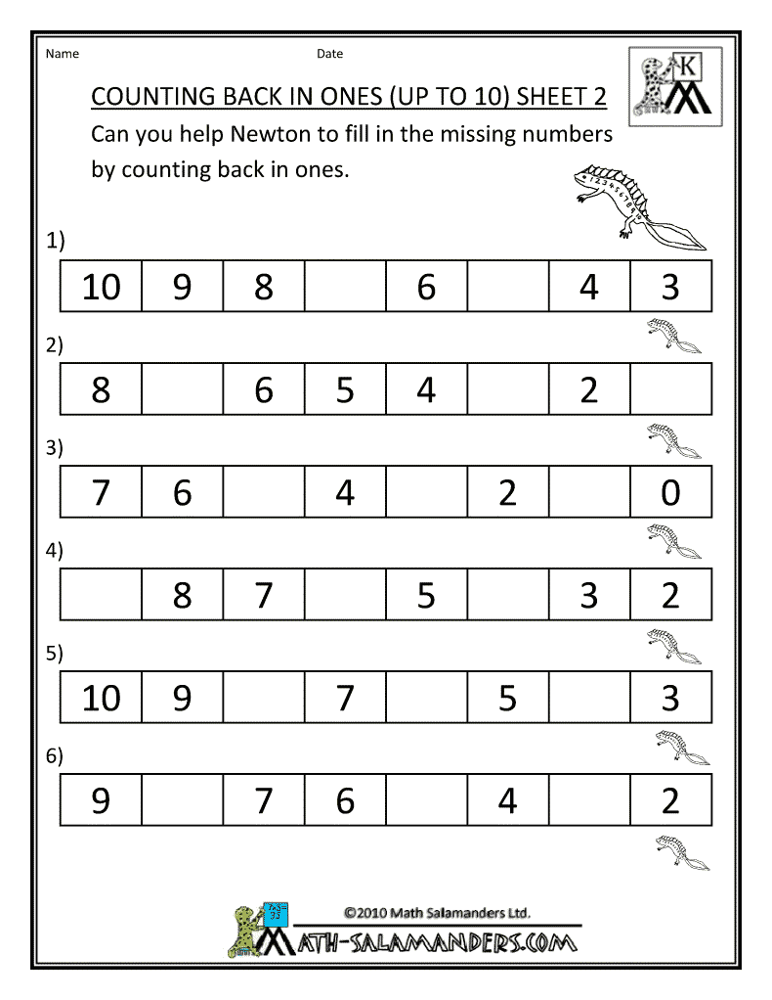 Name Date
K
COUNTING BACK IN ONES (UP TO 10) SHEET 2
Can you help Newton to fill in the missing numbers
by counting back in ones.
1)
10 9 8 6 4 3
2)
8 6 5 4 2
3)
7 6 4 2 0
4)
8 7 5 3 2
5)
10 9 7 5 3
6)
9 7 6 4 2
©2010 Math Salamanders Ltd.
MATH-SALAMANDERS.COM